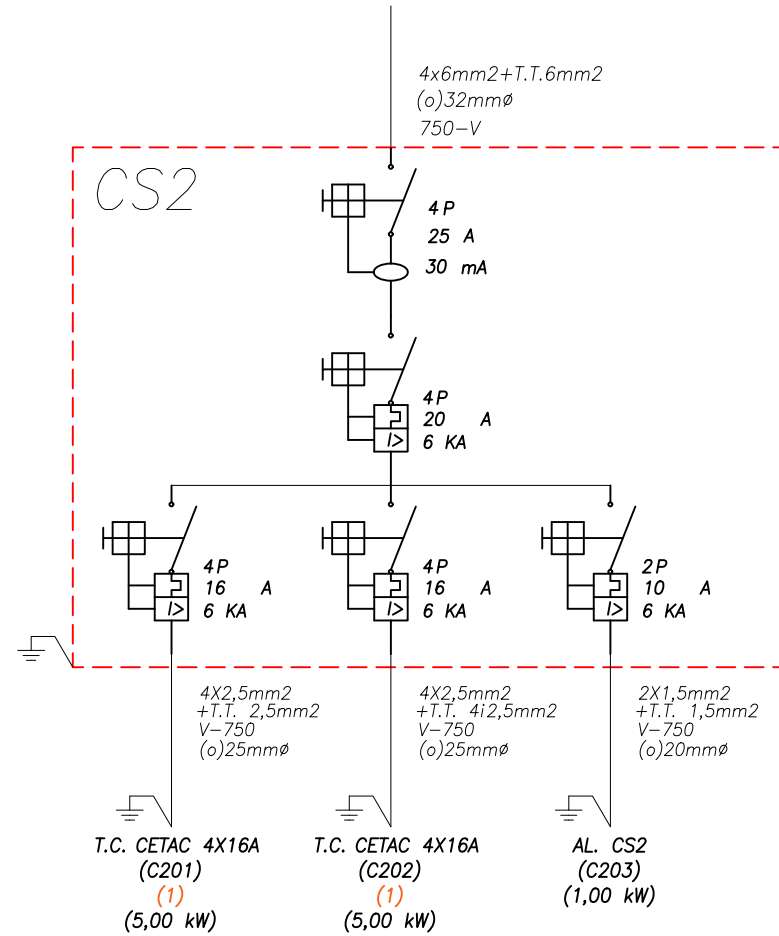 4x6mm2+T.T.6mm2
(o)32mmø
750-V
CS2
4P
25 A
30 mA
4P
20 A
I> 6 KA
4P
16 A
I> 6 KA
4P
16 A
I> 6 KA
2P
10 A
I> 6 KA
4X2,5mm2
+T.T. 2,5mm2
V-750
(o)25mmø
4X2,5mm2
+T.T. 4i2,5mm2
V-750
(o)25mmø
2X1,5mm2
+T.T. 1,5mm2
V-750
(o)20mmø
T.C. CETAC 4X16A
(C201)
(1)
(5,00 kW)
T.C. CETAC 4X16A
(C202)
(1)
(5,00 kW)
AL. CS2
(C203)
(1,00 kW)